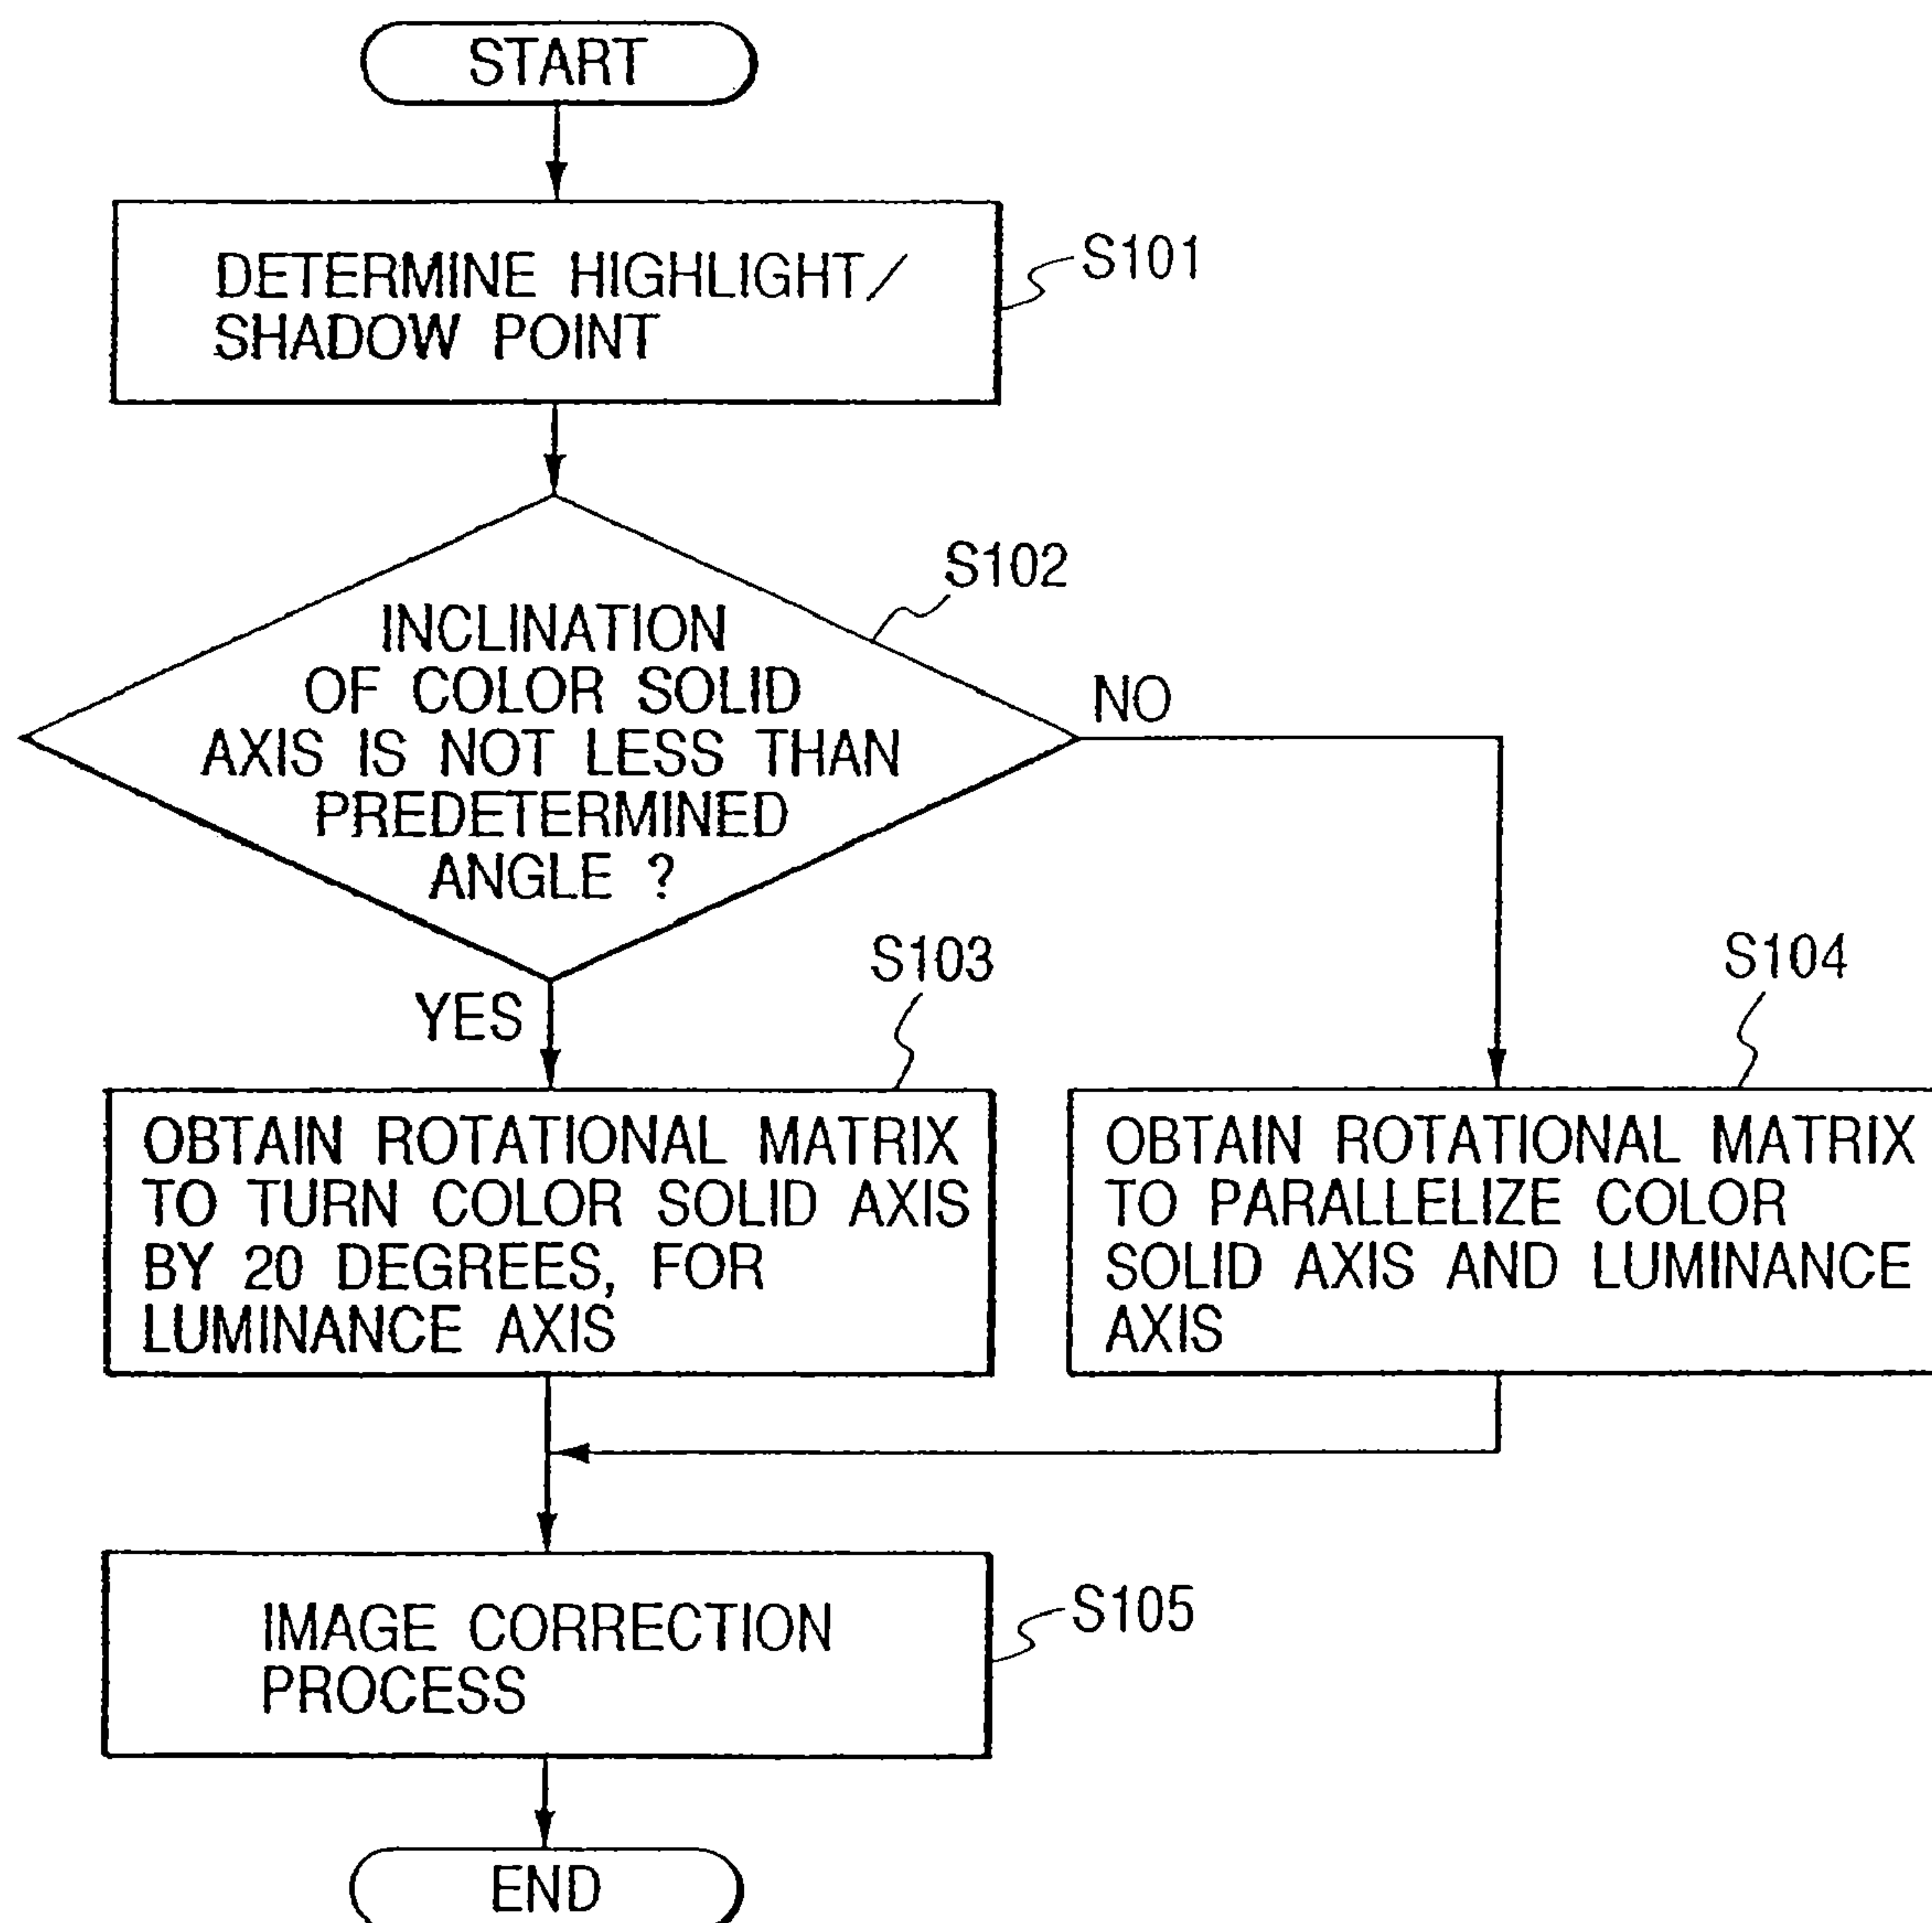 START
DETERMINE HIGHLIGHT/
SHADOW POINT
S101
S102
INCLINATION
OF COLOR SOLID
AXIS IS NOT LESS THAN
PREDETERMINED
ANGLE ?
NO
YES
S103
OBTAIN ROTATIONAL MATRIX
TO TURN COLOR SOLID AXIS
BY 20 DEGREES, FOR
LUMINANCE AXIS
S104
OBTAIN ROTATIONAL MATRIX
TO PARALLELIZE COLOR
SOLID AXIS AND LUMINANCE
AXIS
IMAGE CORRECTION
PROCESS
S105
END